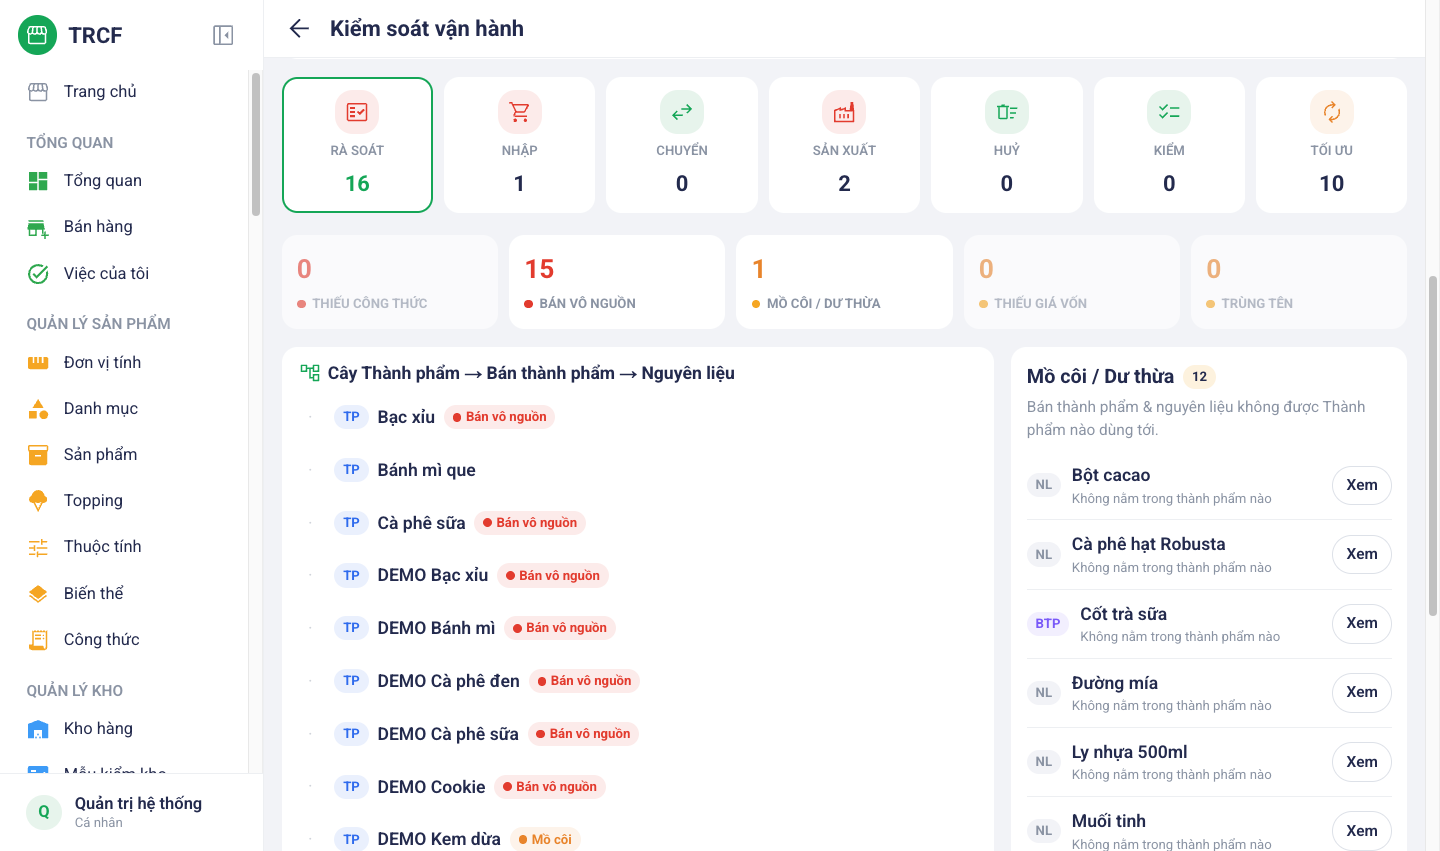 TRCF
Trang chủ
TỔNG QUAN
Tổng quan
Bán hàng
Việc của tôi
QUẢN LÝ SẢN PHẨM
Đơn vị tính
Danh mục
Sản phẩm
Topping
Thuộc tính
Biến thể
Công thức
QUẢN LÝ KHO
Kho hàng
Mẫu kiểm kho
Q
Quản trị hệ thống
Cá nhân
Kiểm soát vận hành
RÀ SOÁT
16
NHẬP
1
CHUYỂN
0
SẢN XUẤT
2
HUỶ
0
KIỂM
0
TỐI ƯU
10
0
THIẾU CÔNG THỨC
15
BÁN VÔ NGUỒN
1
MỒ CÔI / DƯ THỪA
0
THIẾU GIÁ VỐN
0
TRÙNG TÊN
Cây Thành phẩm → Bán thành phẩm → Nguyên liệu
TP Bạc xỉu Bán vô nguồn
TP Bánh mì que
TP Cà phê sữa Bán vô nguồn
TP DEMO Bạc xỉu Bán vô nguồn
TP DEMO Bánh mì Bán vô nguồn
TP DEMO Cà phê đen Bán vô nguồn
TP DEMO Cà phê sữa Bán vô nguồn
TP DEMO Cookie Bán vô nguồn
TP DEMO Kem dừa Mồ côi
Mồ côi / Dư thừa 12
Bán thành phẩm & nguyên liệu không được Thành
phẩm nào dùng tới.
NL Bột cacao Xem
Không nằm trong thành phẩm nào
NL Cà phê hạt Robusta Xem
Không nằm trong thành phẩm nào
BTP Cốt trà sữa Xem
Không nằm trong thành phẩm nào
NL Đường mía Xem
Không nằm trong thành phẩm nào
NL Ly nhựa 500ml Xem
Không nằm trong thành phẩm nào
NL Muối tinh Xem
Không nằm trong thành phẩm nào